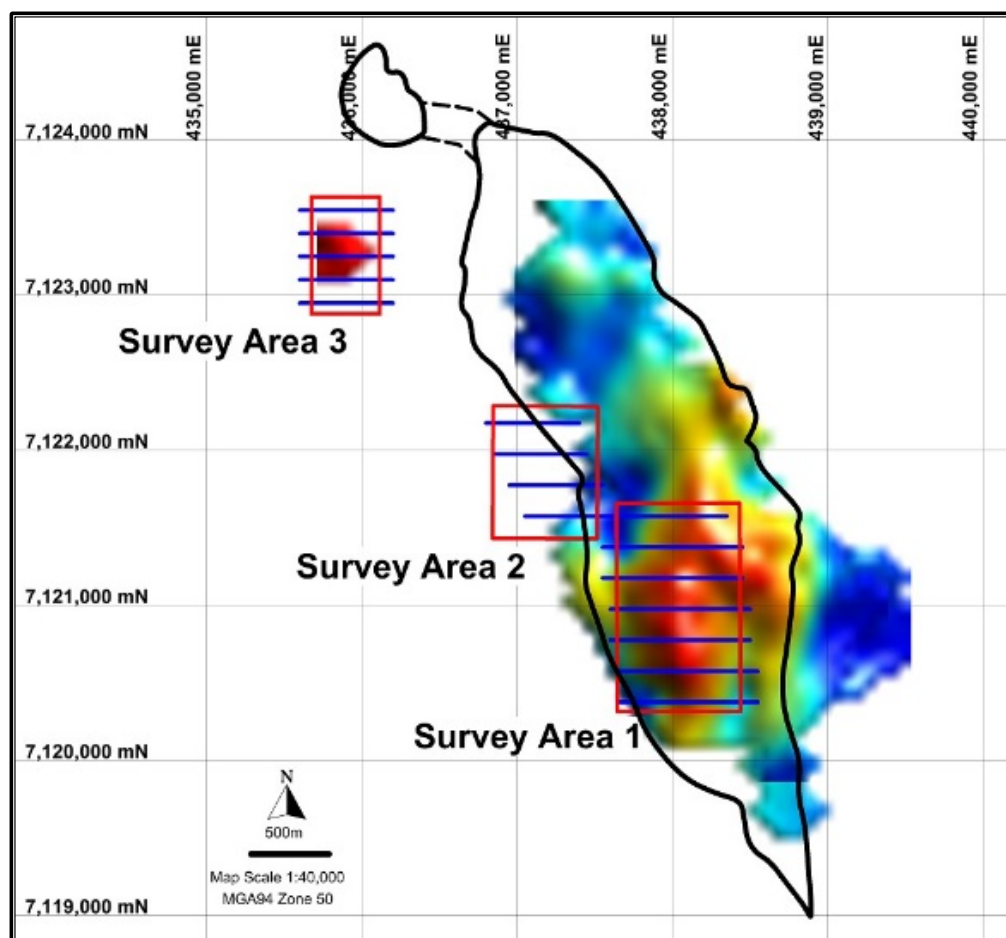 435,000 mE
436,000 mE
437,000 mE
438,000 mE
439,000 mE
440,000 mE
7,124,000 mN
7,123,000 mN
Survey Area 3
7,122,000 mN
Survey Area 2
7,121,000 mN
Survey Area 1
7,120,000 mN
N
500m
Map Scale 1:40,000
MGA94 Zone 50
7,119,000 mN